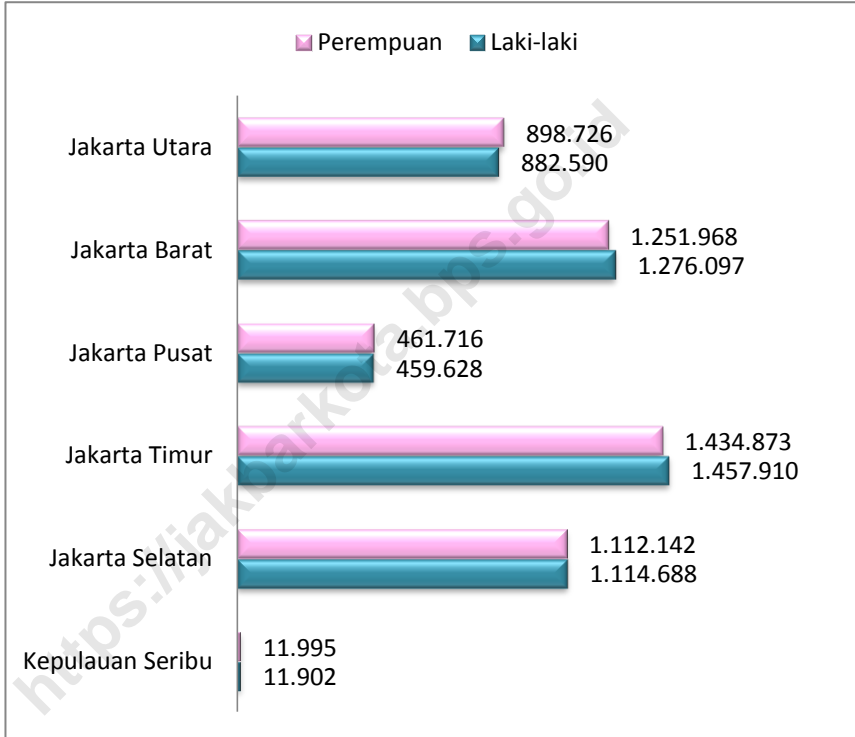 Perempuan Laki-laki
Jakarta Utara
898.726
882.590
Jakarta Barat
1.251.968
1.276.097
Jakarta Pusat
461.716
459.628
Jakarta Timur
1.434.873
1.457.910
Jakarta Selatan
1.112.142
1.114.688
Kepulauan Seribu
11.995
11.902
https://jakbarkota.bps.go.id